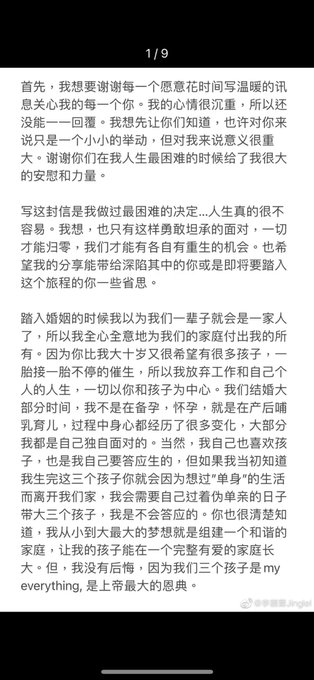 1 / 9
首先，我想要谢谢每一个愿意花时间写温暖的讯
息关心我的每一个你。我的心情很沉重，所以还
没能一一回覆。我想先让你们知道，也许对你来
说只是一个小小的举动，但对我来说意义很重
大。谢谢你们在我人生最困难的时候给了我很大
的安慰和力量。
写这封信是我做过最困难的决定...人生真的很不
容易。我想，也只有这样勇敢坦承的面对，一切
才能归零，我们才能有各自有重生的机会。也希
望我的分享能带给深陷其中的你或是即将要踏入
这个旅程的你一些省思。
踏入婚姻的时候我以为我们一辈子就会是一家人
了，所以我全心全意地为我们的家庭付出我的所
有。因为你比我大十岁又很希望有很多孩子，一
胎接一胎不停的催生，所以我放弃工作和自己个
人的人生，一切以你和孩子为中心。我们结婚大
部分时间，我不是在备孕，怀孕，就是在产后哺
乳育儿，过程中身心都经历了很多变化，大部分
我都是自己独自面对的。当然，我自己也喜欢孩
子，也是我自己要答应生的，但如果我当初知道
我生完这三个孩子你就会因为想过”单身”的生活
而离开我们家，我会需要自己过着伪单亲的日子
带大三个孩子，我是不会答应的。你也很清楚知
道，我从小到大最大的梦想就是组建一个和谐的
家庭，让我的孩子能在一个完整有爱的家庭长
大。但，我没有后悔，因为我们三个孩子是my
everything, 是上帝最大的恩典。
@李靓蕾Jinglei